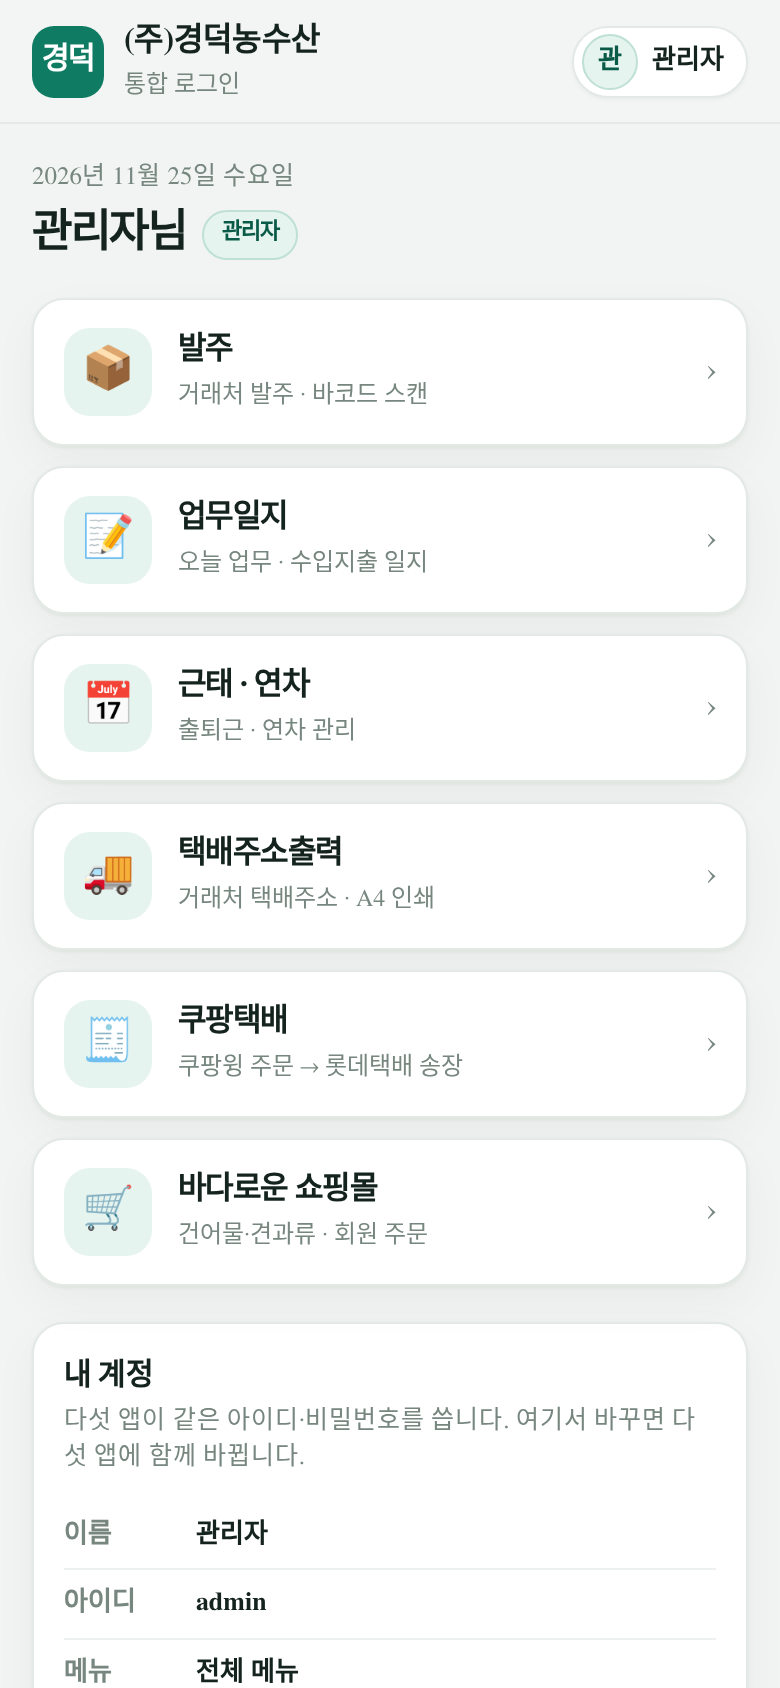 경덕
(주)경덕농수산
통합 로그인
관
관리자
2026년 11월 25일 수요일
관리자님
관리자
발주
거래처 발주 · 바코드 스캔
›
업무일지
오늘 업무 · 수입지출 일지
›
July
17
근태 · 연차
출퇴근 · 연차 관리
›
택배주소출력
거래처 택배주소 · A4 인쇄
›
쿠팡택배
쿠팡윙 주문 → 롯데택배 송장
›
바다로운 쇼핑몰
건어물·견과류 · 회원 주문
›
내 계정
다섯 앱이 같은 아이디·비밀번호를 씁니다. 여기서 바꾸면 다
섯 앱에 함께 바뀝니다.
이름 관리자
아이디 admin
메뉴 전체 메뉴